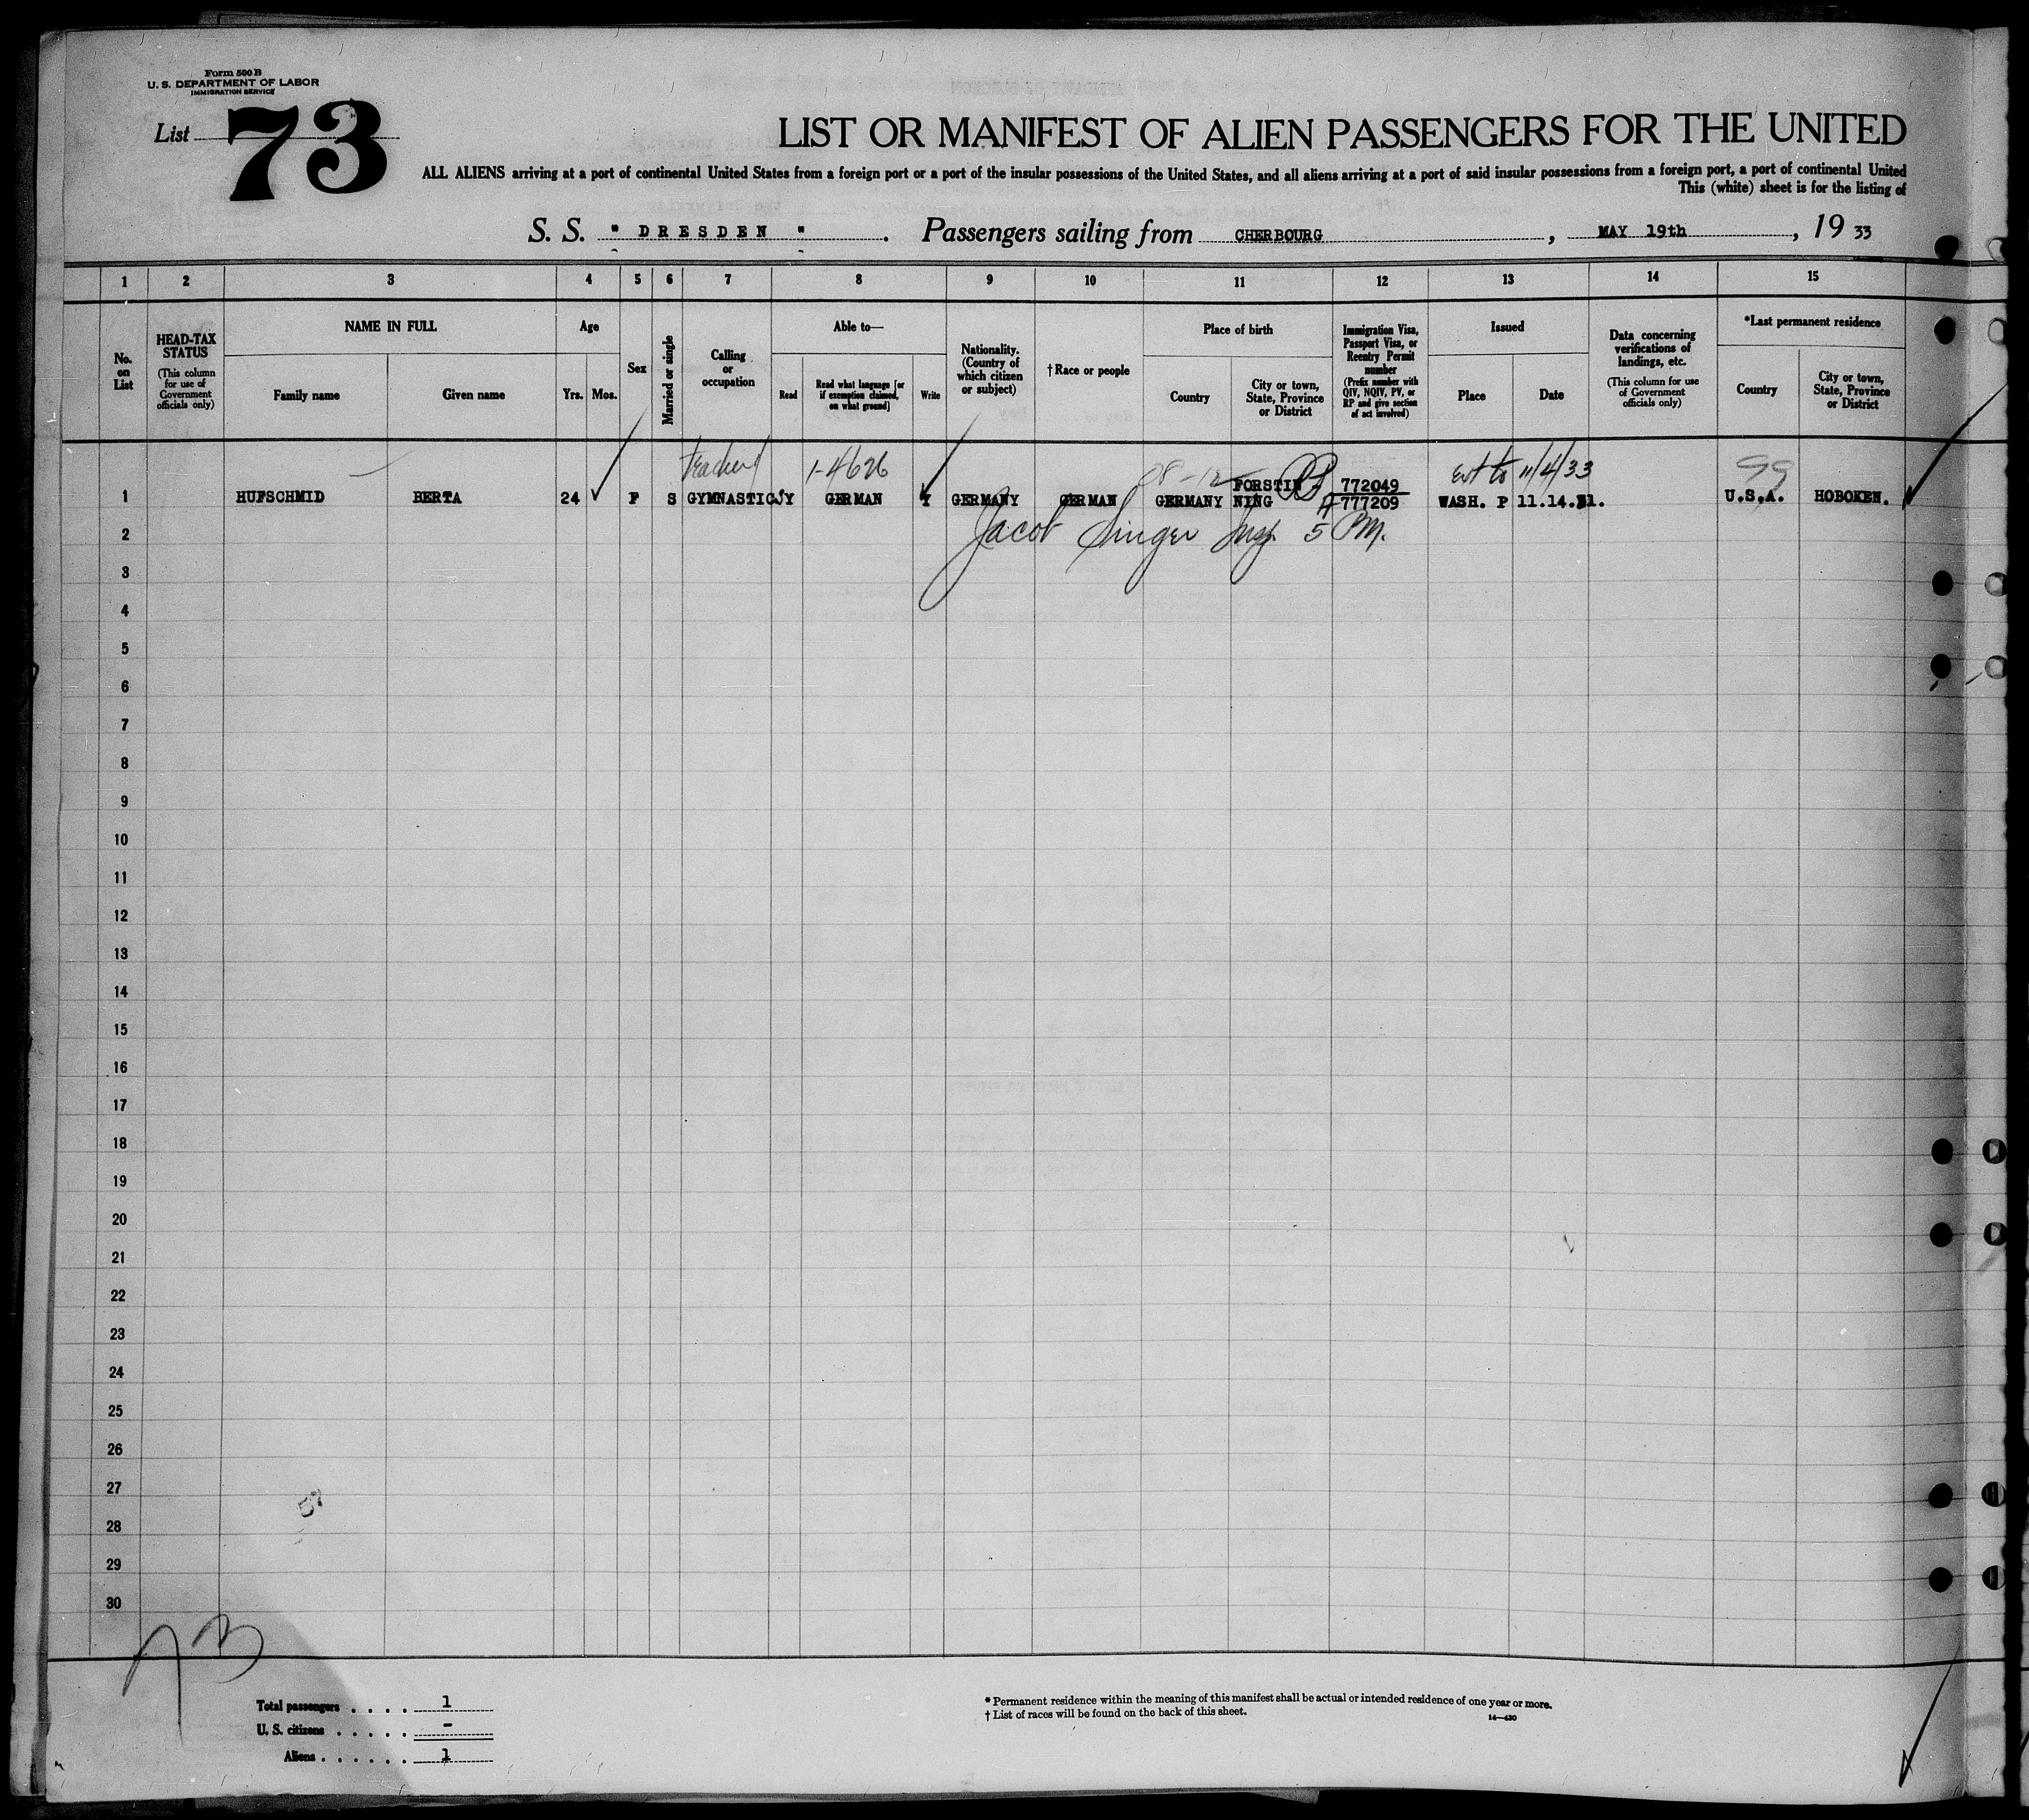 Form 500 B
U. S. DEPARTMENT OF LABOR
IMMIGRATION SERVICE
List 73
LIST OR MANIFEST OF ALIEN PASSENGERS FOR THE UNITED
ALL ALIENS arriving at a port of continental United States from a foreign port or a port of the insular possessions of the United States, and all aliens arriving at a port of said insular possessions from a foreign port, a port of continental United
This (white) sheet is for the listing of
S. S. " DRESDEN " . Passengers sailing from CHERBOURG , MAY 19th , 19 33
1 2 3 4 5 6 7 8 9 10 11 12 13 14 15
No. on List
HEAD-TAX STATUS
(This column for use of Government officials only)
NAME IN FULL
Family name
Given name
Age
Yrs. Mos.
Sex
Married or single
Calling or occupation
Able to—
Read
Read what language [or if exemption claimed, on what ground]
Write
Nationality. (Country of which citizen or subject)
†Race or people
Place of birth
Country
City or town, State, Province or District
Immigration Visa, Passport Visa, or Reentry Permit number
(Prefix number with QIV, NQIV, PV, or RP and give section of act involved)
Issued
Place
Date
Data concerning verifications of landings, etc.
(This column for use of Government officials only)
*Last permanent residence
Country
City or town, State, Province or District
Teacher 1-4626 08-12 Ext to 11/4/33 99
FORSTIN- 772049
1 HUFSCHMID BERTA 24 F S GYMNASTIC Y GERMAN Y GERMANY GERMAN GERMANY NING 777209 WASH. P 11.14.31. U.S.A. HOBOKEN.
Jacob Singer Insp. 5 PM.
2
3
4
5
6
7
8
9
10
11
12
13
14
15
16
17
18
19
20
21
22
23
24
25
26
27
28
29
30
73
Total passengers . . . . 1
U. S. citizens . . . . . -
Aliens . . . . . . 1
* Permanent residence within the meaning of this manifest shall be actual or intended residence of one year or more.
† List of races will be found on the back of this sheet.
14—430